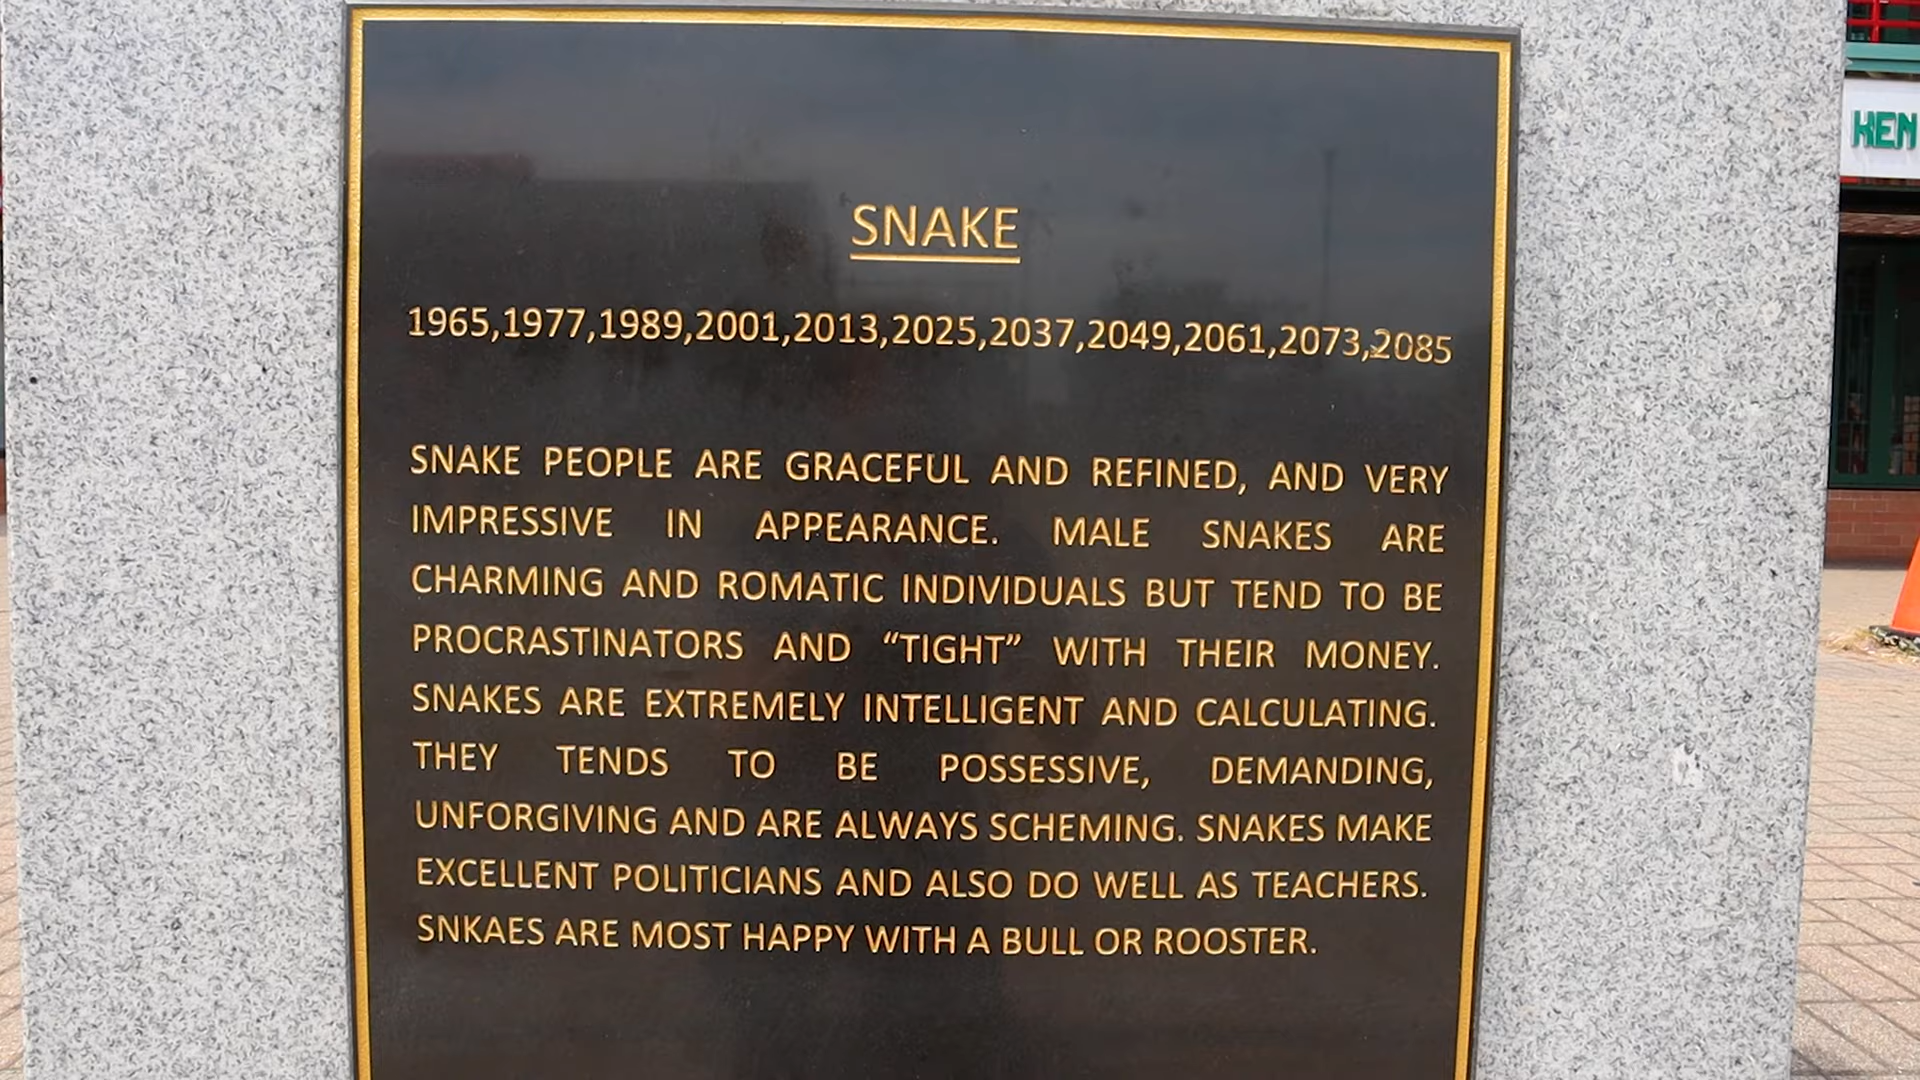 SNAKE
1965,1977,1989,2001,2013,2025,2037,2049,2061,2073,2085
SNAKE PEOPLE ARE GRACEFUL AND REFINED, AND VERY
IMPRESSIVE IN APPEARANCE. MALE SNAKES ARE
CHARMING AND ROMATIC INDIVIDUALS BUT TEND TO BE
PROCRASTINATORS AND “TIGHT” WITH THEIR MONEY.
SNAKES ARE EXTREMELY INTELLIGENT AND CALCULATING.
THEY TENDS TO BE POSSESSIVE, DEMANDING,
UNFORGIVING AND ARE ALWAYS SCHEMING. SNAKES MAKE
EXCELLENT POLITICIANS AND ALSO DO WELL AS TEACHERS.
SNKAES ARE MOST HAPPY WITH A BULL OR ROOSTER.
KEN